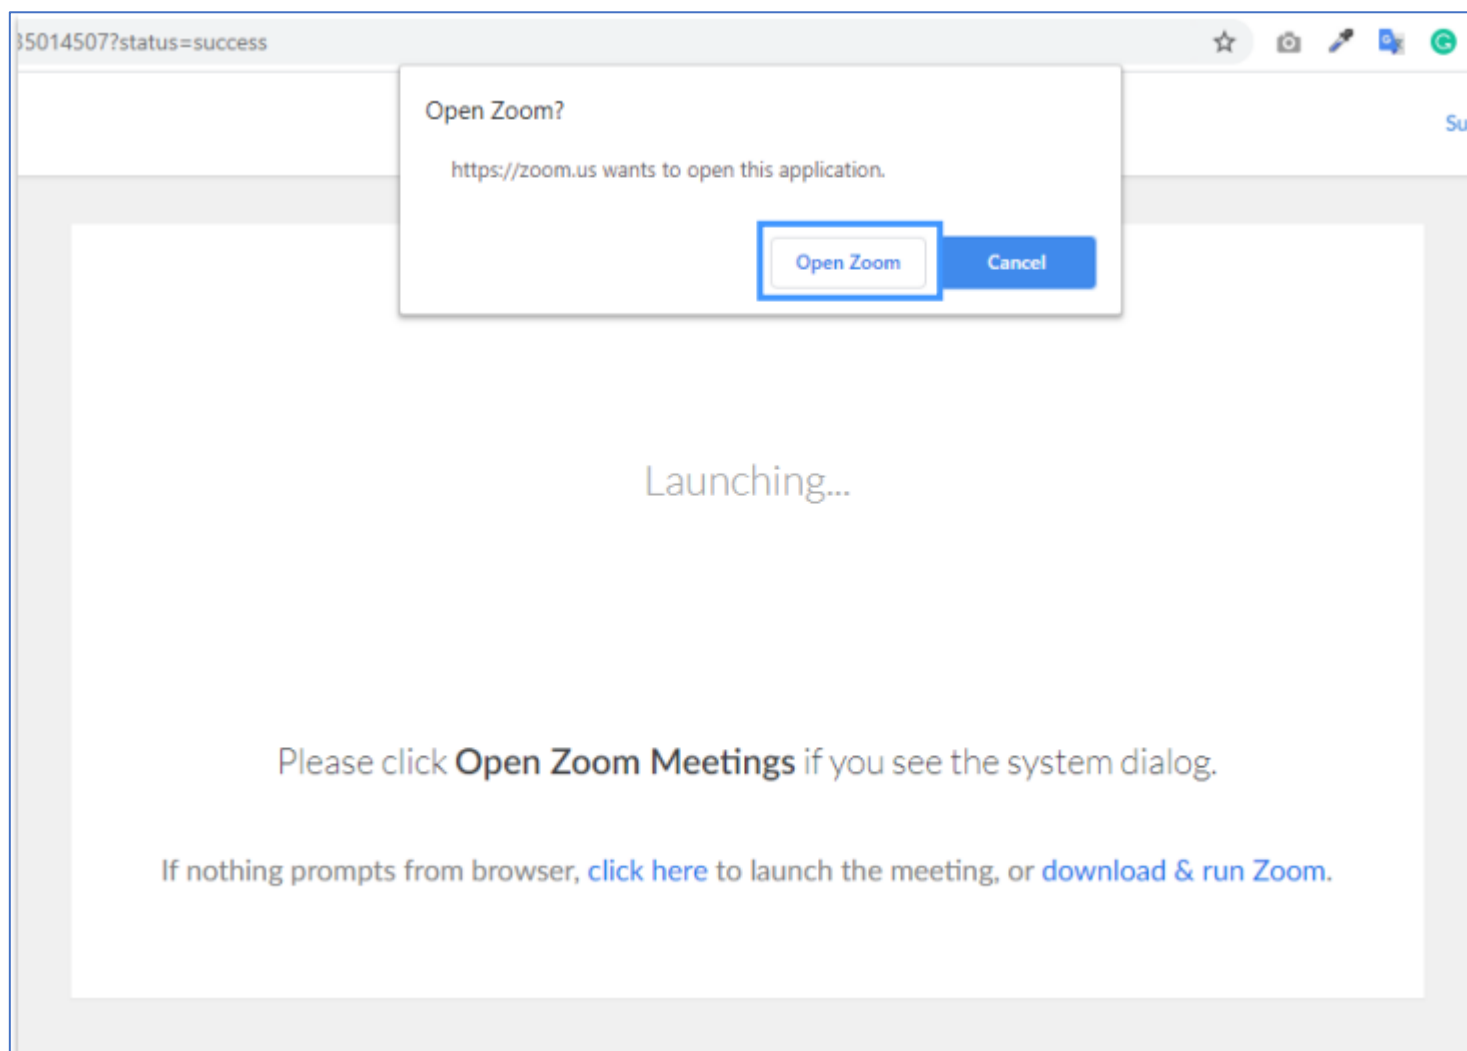 35014507?status=success
Su
Open Zoom?
https://zoom.us wants to open this application.
Open Zoom
Cancel
Launching...
Please click Open Zoom Meetings if you see the system dialog.
If nothing prompts from browser, click here to launch the meeting, or download & run Zoom.